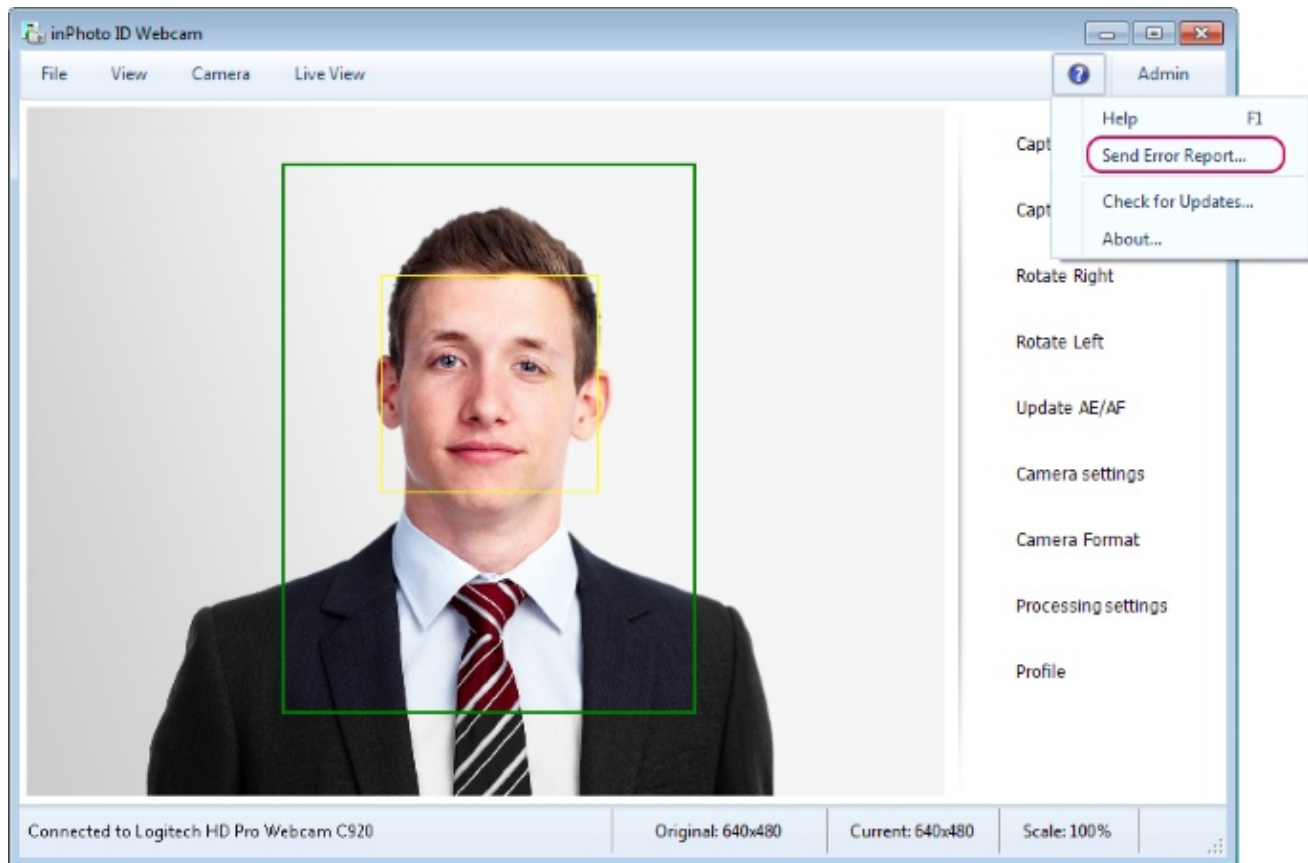 inPhoto ID Webcam
File View Camera Live View Admin
Help F1
Send Error Report...
Check for Updates...
About...
Capt
Capt
Rotate Right
Rotate Left
Update AE/AF
Camera settings
Camera Format
Processing settings
Profile
Connected to Logitech HD Pro Webcam C920 Original: 640x480 Current: 640x480 Scale: 100%